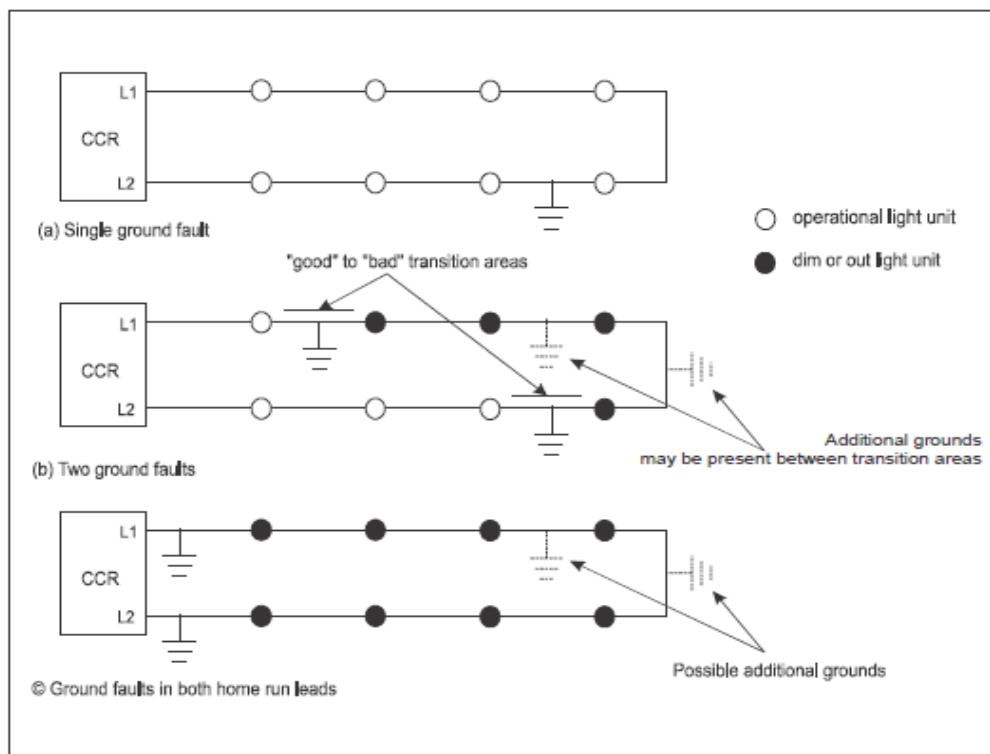 L1
CCR
L2
(a) Single ground fault
operational light unit
dim or out light unit
"good" to "bad" transition areas
L1
CCR
L2
Additional grounds
may be present between transition areas
(b) Two ground faults
L1
CCR
L2
Possible additional grounds
© Ground faults in both home run leads